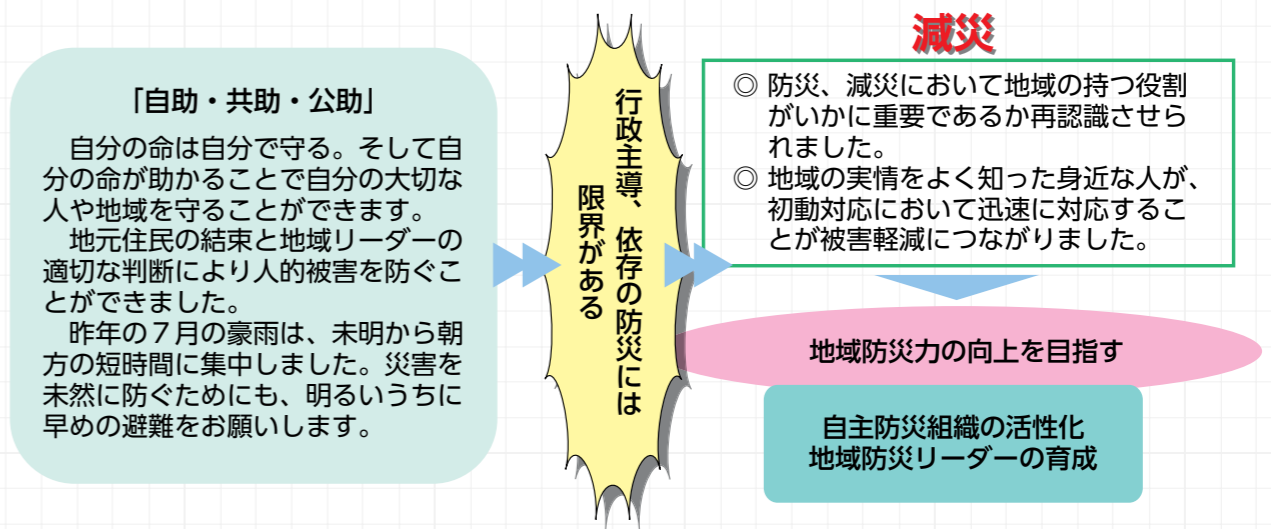 「自助・共助・公助」
　自分の命は自分で守る。そして自
分の命が助かることで自分の大切な
人や地域を守ることができます。
　地元住民の結束と地域リーダーの
適切な判断により人的被害を防ぐこ
とができました。
　昨年の７月の豪雨は、未明から朝
方の短時間に集中しました。災害を
未然に防ぐためにも、明るいうちに
早めの避難をお願いします。
行政主導、依存の防災には
限界がある
減災
◎ 防災、減災において地域の持つ役割
がいかに重要であるか再認識させら
れました。
◎ 地域の実情をよく知った身近な人が、
初動対応において迅速に対応するこ
とが被害軽減につながりました。
地域防災力の向上を目指す
自主防災組織の活性化
地域防災リーダーの育成